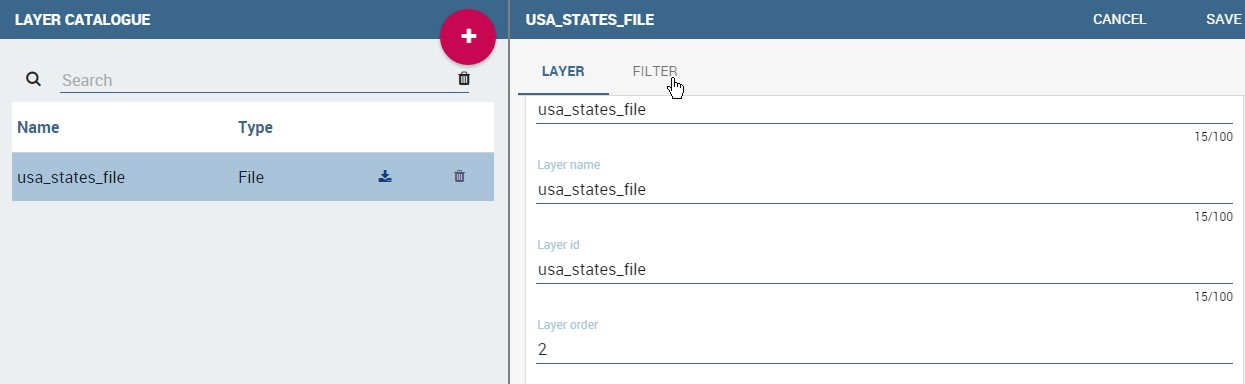 LAYER CATALOGUE
+
Search
Name Type
usa_states_file File
USA_STATES_FILE CANCEL SAVE
LAYER FILTER
usa_states_file
15/100
Layer name
usa_states_file
15/100
Layer id
usa_states_file
15/100
Layer order
2